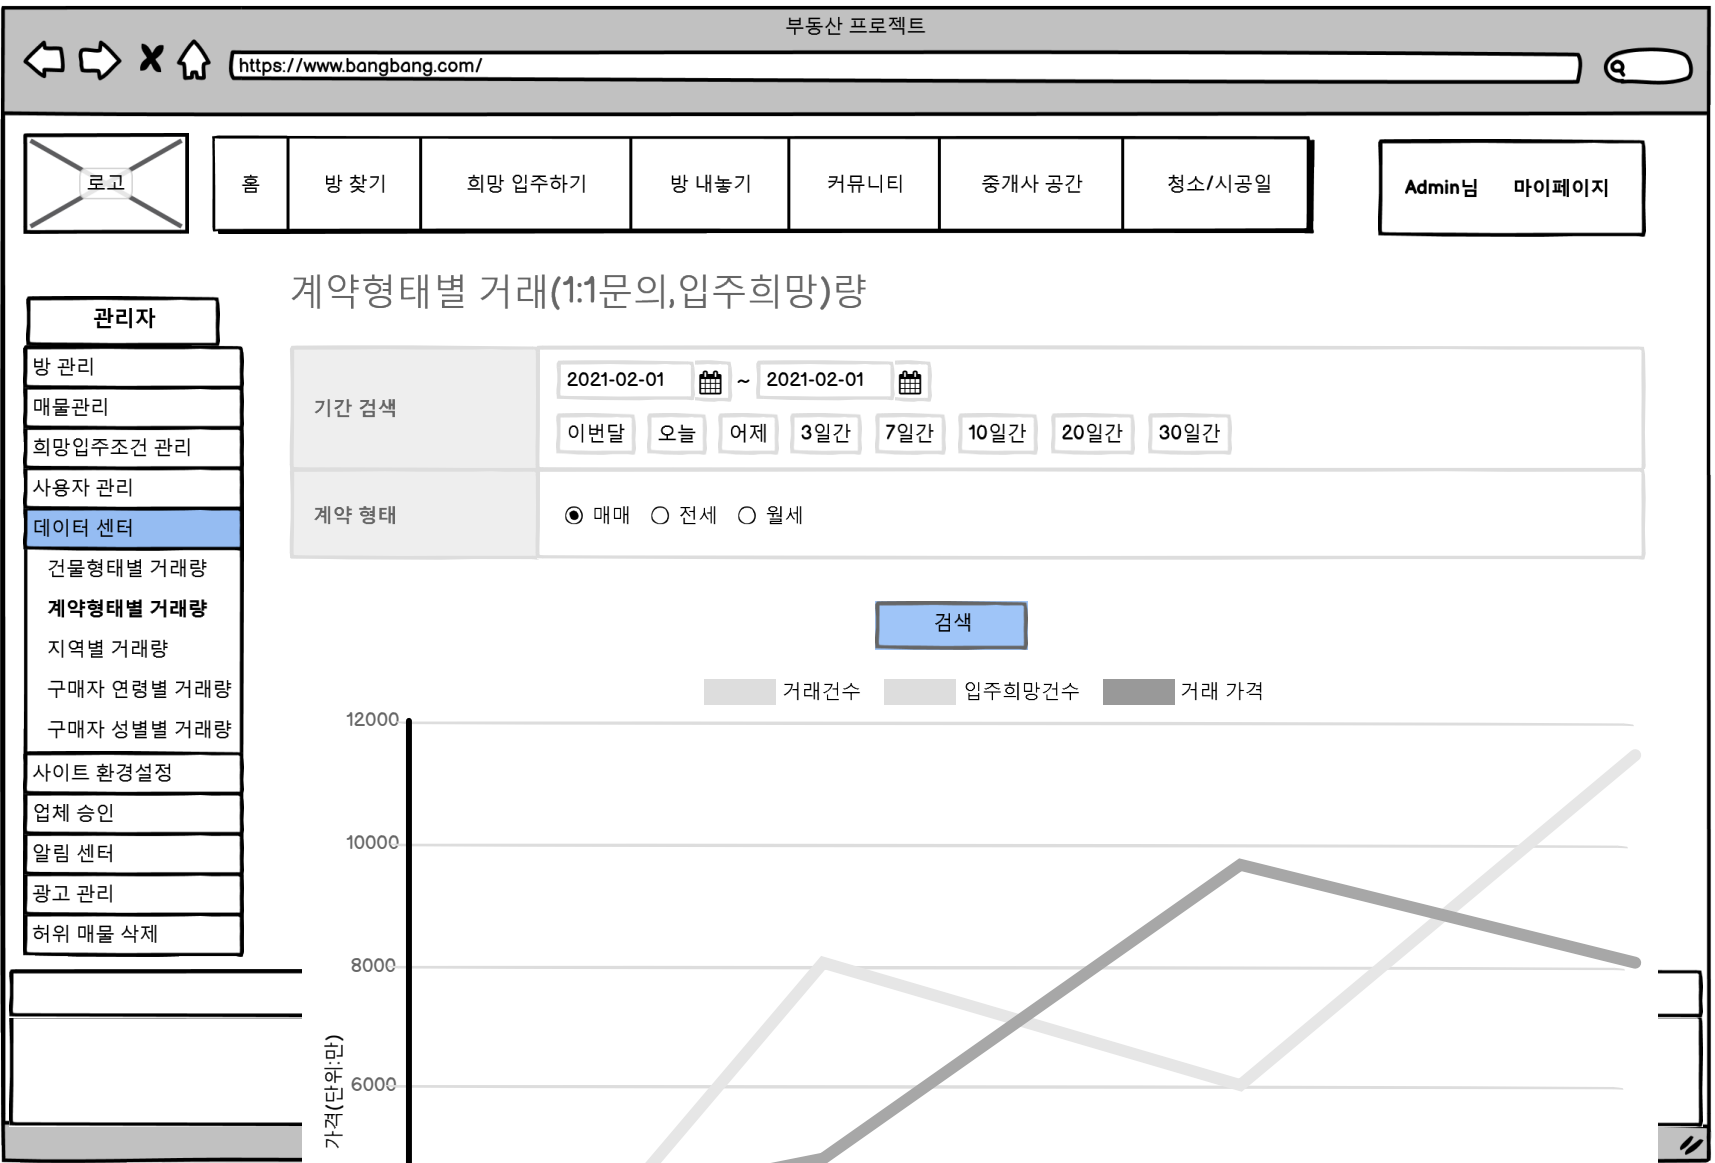 부동산 프로젝트
https://www.bangbang.com/
로고
홈 방 찾기 희망 입주하기 방 내놓기 커뮤니티 중개사 공간 청소/시공일
Admin님 마이페이지
계약형태별 거래(1:1문의,입주희망)량
관리자
방 관리
매물관리
희망입주조건 관리
사용자 관리
데이터 센터
건물형태별 거래량
계약형태별 거래량
지역별 거래량
구매자 연령별 거래량
구매자 성별별 거래량
사이트 환경설정
업체 승인
알림 센터
광고 관리
허위 매물 삭제
기간 검색
2021-02-01 ~ 2021-02-01
이번달 오늘 어제 3일간 7일간 10일간 20일간 30일간
계약 형태
매매 전세 월세
검색
거래건수 입주희망건수 거래 가격
12000
10000
8000
6000
가격(단위:만)